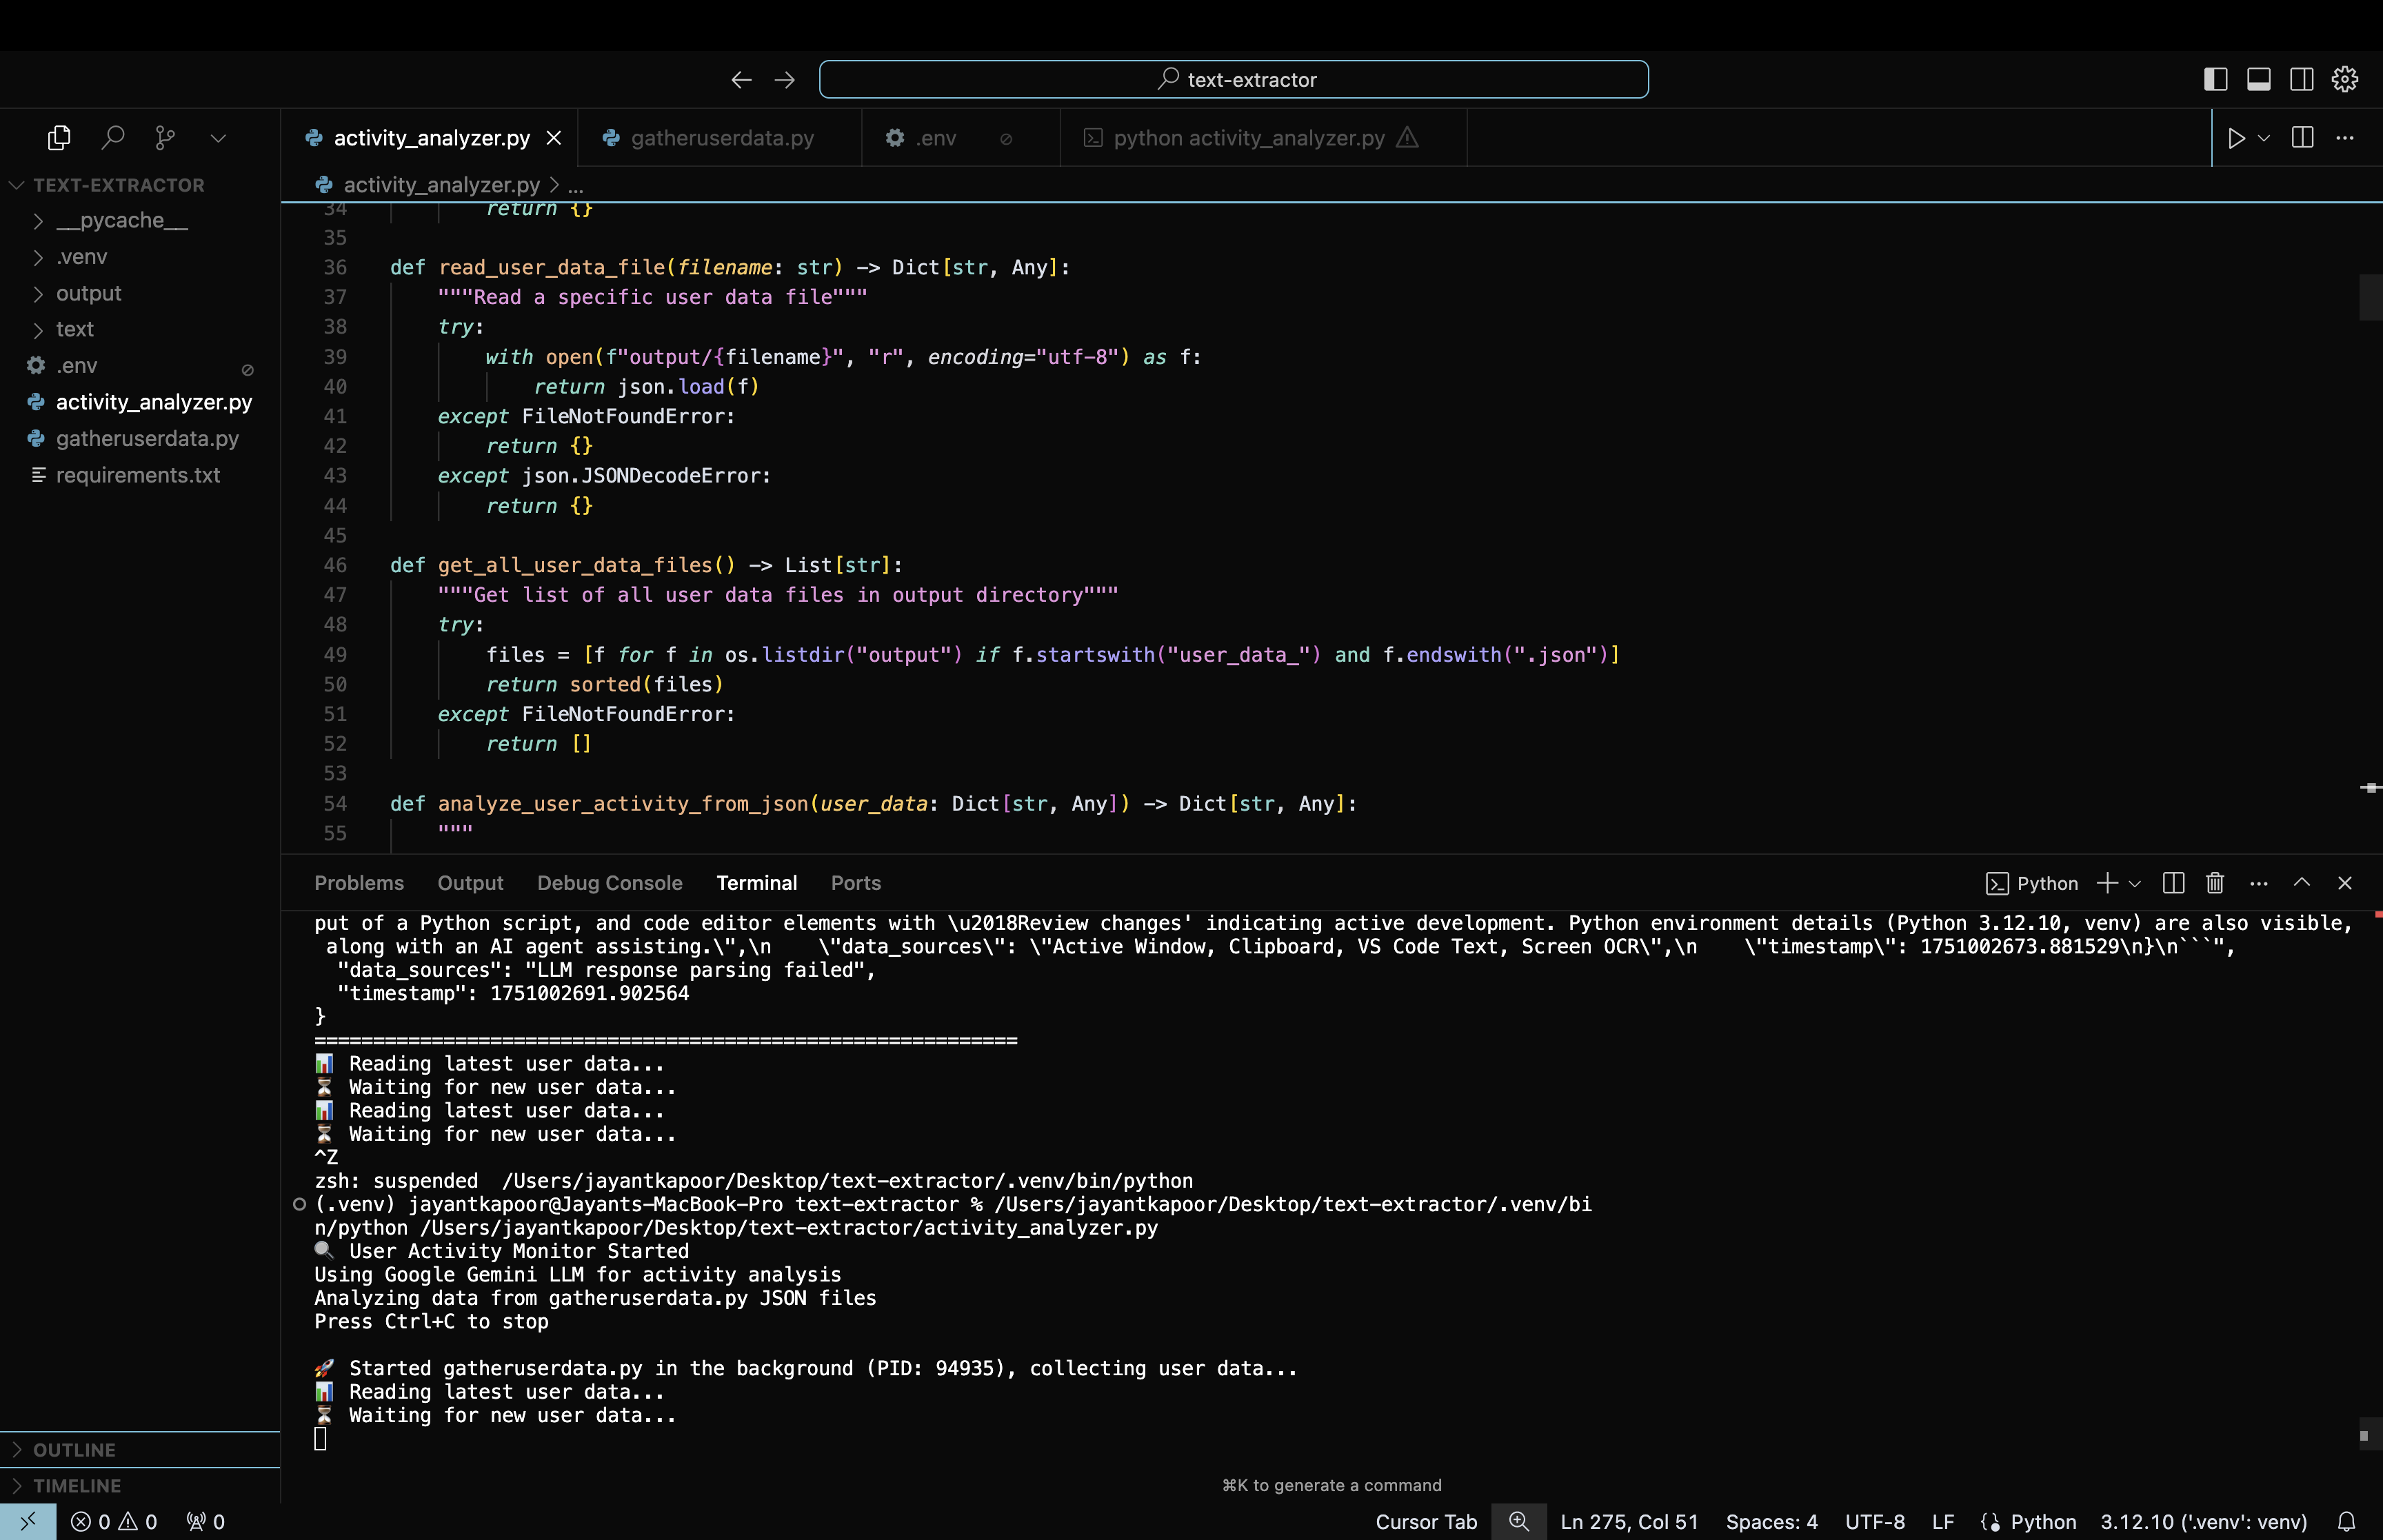 text-extractor
activity_analyzer.py
gatheruserdata.py
.env
python activity_analyzer.py
TEXT-EXTRACTOR
__pycache__
.venv
output
text
.env
activity_analyzer.py
gatheruserdata.py
requirements.txt
OUTLINE
TIMELINE
activity_analyzer.py > ...
34 return {}
35
36 def read_user_data_file(filename: str) -> Dict[str, Any]:
37 """Read a specific user data file"""
38 try:
39 with open(f"output/{filename}", "r", encoding="utf-8") as f:
40 return json.load(f)
41 except FileNotFoundError:
42 return {}
43 except json.JSONDecodeError:
44 return {}
45
46 def get_all_user_data_files() -> List[str]:
47 """Get list of all user data files in output directory"""
48 try:
49 files = [f for f in os.listdir("output") if f.startswith("user_data_") and f.endswith(".json")]
50 return sorted(files)
51 except FileNotFoundError:
52 return []
53
54 def analyze_user_activity_from_json(user_data: Dict[str, Any]) -> Dict[str, Any]:
55 """
Problems Output Debug Console Terminal Ports
Python
put of a Python script, and code editor elements with \u2018Review changes' indicating active development. Python environment details (Python 3.12.10, venv) are also visible,
along with an AI agent assisting.\",\n    \"data_sources\": \"Active Window, Clipboard, VS Code Text, Screen OCR\",\n    \"timestamp\": 1751002673.881529\n}\n```",
"data_sources": "LLM response parsing failed",
"timestamp": 1751002691.902564
}
============================================================
📊 Reading latest user data...
⏳ Waiting for new user data...
📊 Reading latest user data...
⏳ Waiting for new user data...
^Z
zsh: suspended  /Users/jayantkapoor/Desktop/text-extractor/.venv/bin/python
(.venv) jayantkapoor@Jayants-MacBook-Pro text-extractor % /Users/jayantkapoor/Desktop/text-extractor/.venv/bi
n/python /Users/jayantkapoor/Desktop/text-extractor/activity_analyzer.py
🔍 User Activity Monitor Started
Using Google Gemini LLM for activity analysis
Analyzing data from gatheruserdata.py JSON files
Press Ctrl+C to stop
🚀 Started gatheruserdata.py in the background (PID: 94935), collecting user data...
📊 Reading latest user data...
⏳ Waiting for new user data...
⌘K to generate a command
0 0 0
Cursor Tab
Ln 275, Col 51
Spaces: 4
UTF-8
LF
Python
3.12.10 ('.venv': venv)